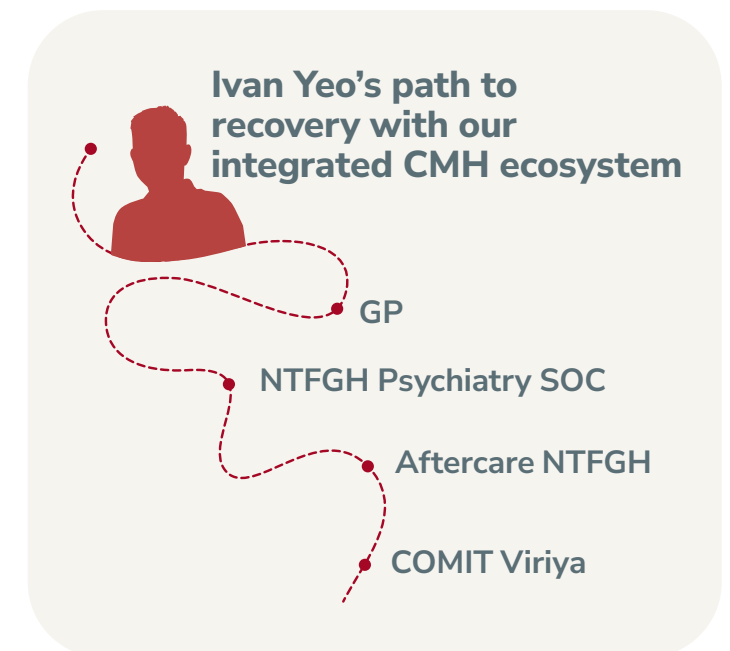 Ivan Yeo’s path to
recovery with our
integrated CMH ecosystem
GP
NTFGH Psychiatry SOC
Aftercare NTFGH
COMIT Viriya